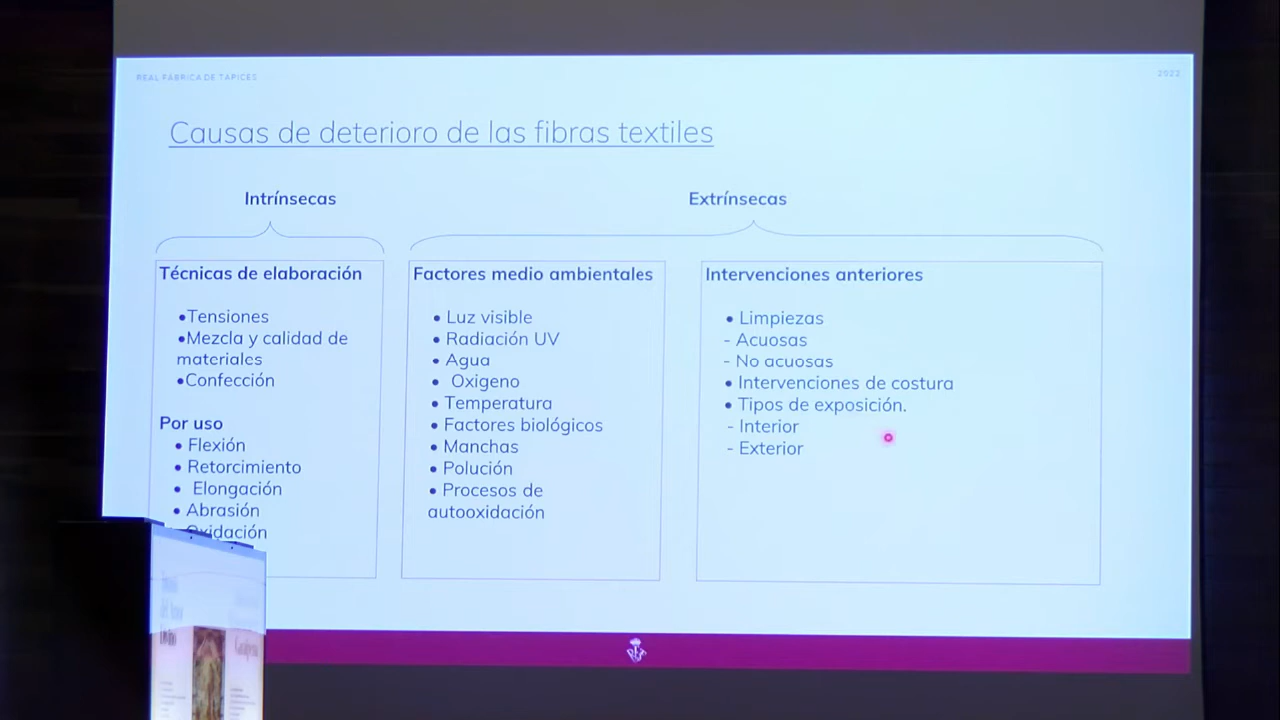 REAL FÁBRICA DE TAPICES
2022
Causas de deterioro de las fibras textiles
Intrínsecas
Extrínsecas
Técnicas de elaboración
•Tensiones
•Mezcla y calidad de
materiales
•Confección
Por uso
• Flexión
• Retorcimiento
• Elongación
• Abrasión
• Oxidación
Factores medio ambientales
• Luz visible
• Radiación UV
• Agua
• Oxigeno
• Temperatura
• Factores biológicos
• Manchas
• Polución
• Procesos de
autooxidación
Intervenciones anteriores
• Limpiezas
- Acuosas
- No acuosas
• Intervenciones de costura
• Tipos de exposición.
- Interior
- Exterior